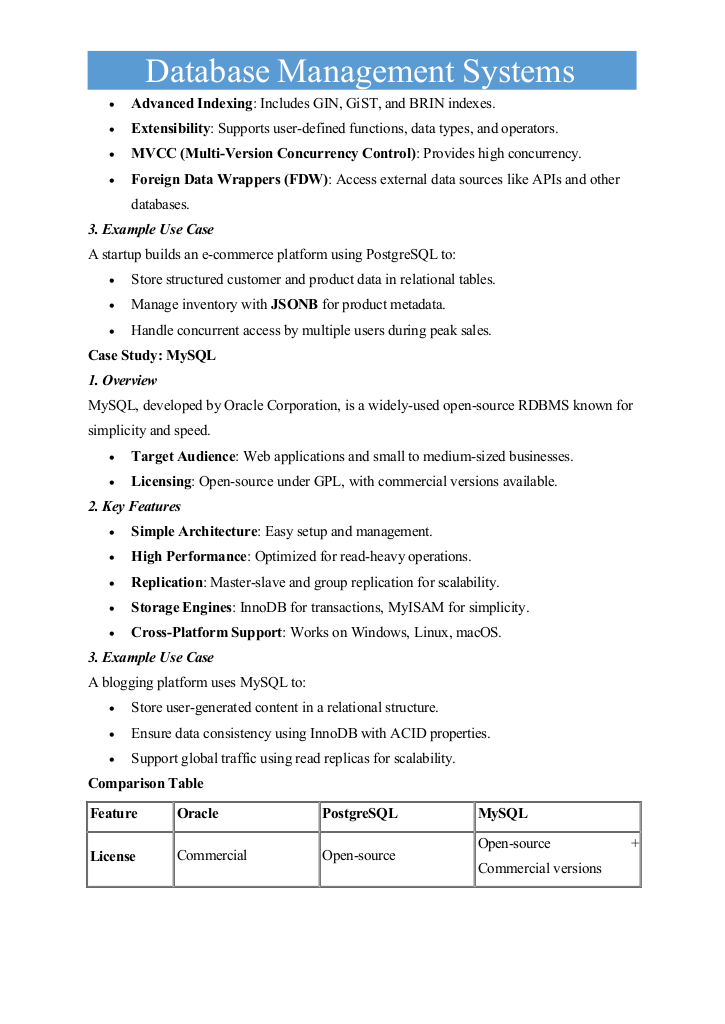 Database Management Systems
• Advanced Indexing: Includes GIN, GiST, and BRIN indexes.
• Extensibility: Supports user-defined functions, data types, and operators.
• MVCC (Multi-Version Concurrency Control): Provides high concurrency.
• Foreign Data Wrappers (FDW): Access external data sources like APIs and other
databases.
3. Example Use Case
A startup builds an e-commerce platform using PostgreSQL to:
• Store structured customer and product data in relational tables.
• Manage inventory with JSONB for product metadata.
• Handle concurrent access by multiple users during peak sales.
Case Study: MySQL
1. Overview
MySQL, developed by Oracle Corporation, is a widely-used open-source RDBMS known for
simplicity and speed.
• Target Audience: Web applications and small to medium-sized businesses.
• Licensing: Open-source under GPL, with commercial versions available.
2. Key Features
• Simple Architecture: Easy setup and management.
• High Performance: Optimized for read-heavy operations.
• Replication: Master-slave and group replication for scalability.
• Storage Engines: InnoDB for transactions, MyISAM for simplicity.
• Cross-Platform Support: Works on Windows, Linux, macOS.
3. Example Use Case
A blogging platform uses MySQL to:
• Store user-generated content in a relational structure.
• Ensure data consistency using InnoDB with ACID properties.
• Support global traffic using read replicas for scalability.
Comparison Table
Feature Oracle PostgreSQL MySQL
License Commercial Open-source Open-source +
Commercial versions